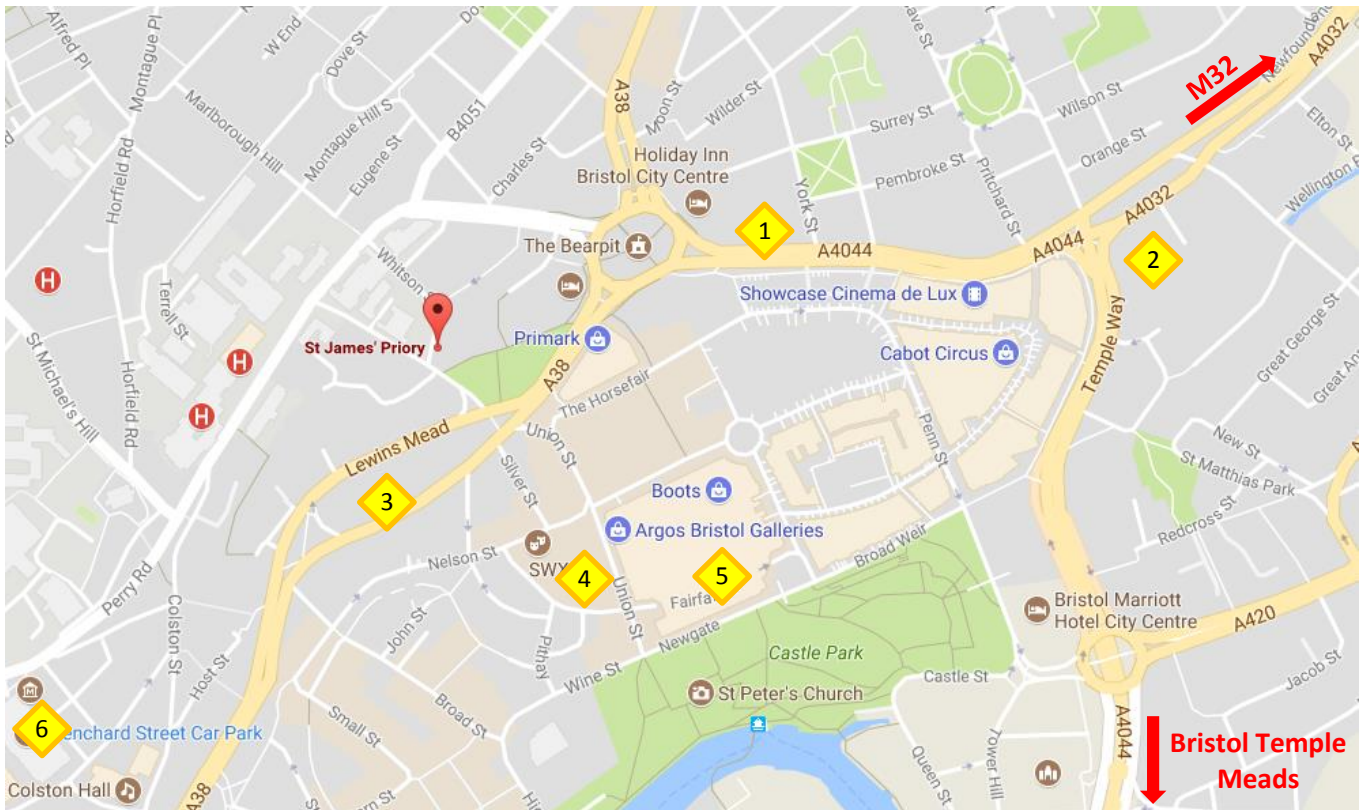 Alfred Pl
Montague Pl
W End
Dove St
A38
Moon St
Wilder St
Surrey St
Wilson St
M32
A4032
Horfield Rd
Marlborough Hill
Montague Hill S
Eugene St
B4051
Charles St
Holiday Inn
Bristol City Centre
York St
Pembroke St
Pritchard St
Orange St
Elton St
A4032
The Bearpit
1
A4044
A4044
2
H
Terrell St
Showcase Cinema de Lux
St James' Priory
Primark
Cabot Circus
Temple Way
Great George St
H
St Michael's Hill
Horfield Rd
A38
The Horsefair
H
Lewins Mead
Union St
Silver St
Penn St
New St
St Matthias Park
3
Boots
Argos Bristol Galleries
Redcross St
Nelson St
Broad Weir
4
5
Union St
Newgate
Perry Rd
Colston St
Host St
John St
Pithay
Wine St
Castle Park
Bristol Marriott
Hotel City Centre
A420
Castle St
Jacob St
St Peter's Church
6
Street Car Park
Broad St
Small St
Queen St
Tower Hill
A4044
Bristol Temple
Meads
Colston Hall
A38